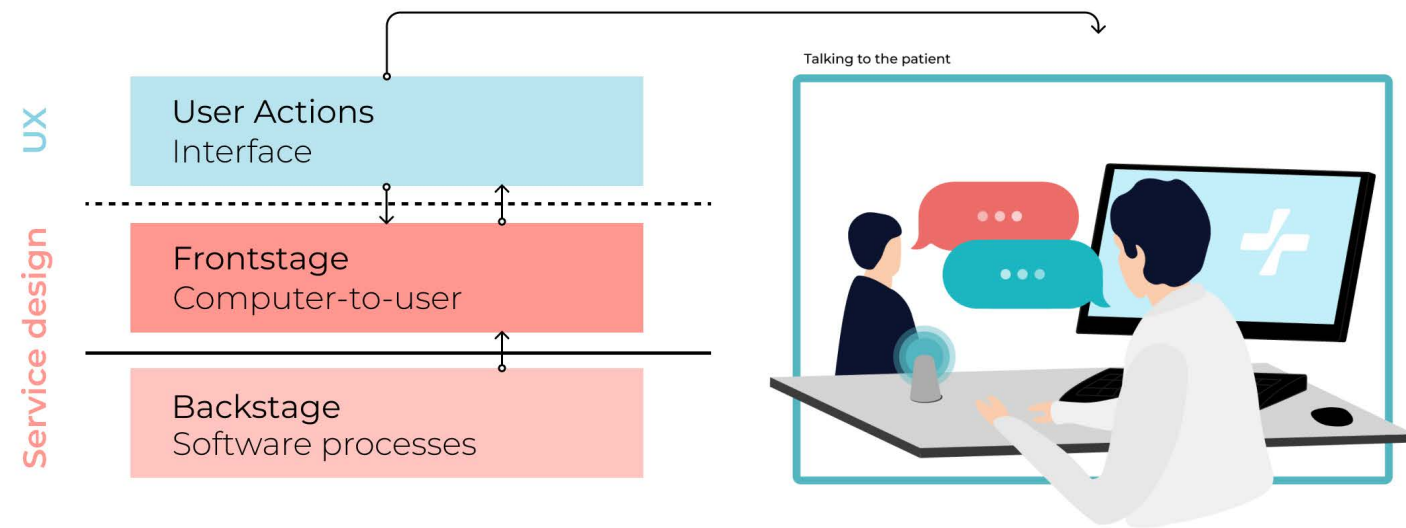 UX
User Actions
Interface
Service design
Frontstage
Computer-to-user
Backstage
Software processes
Talking to the patient